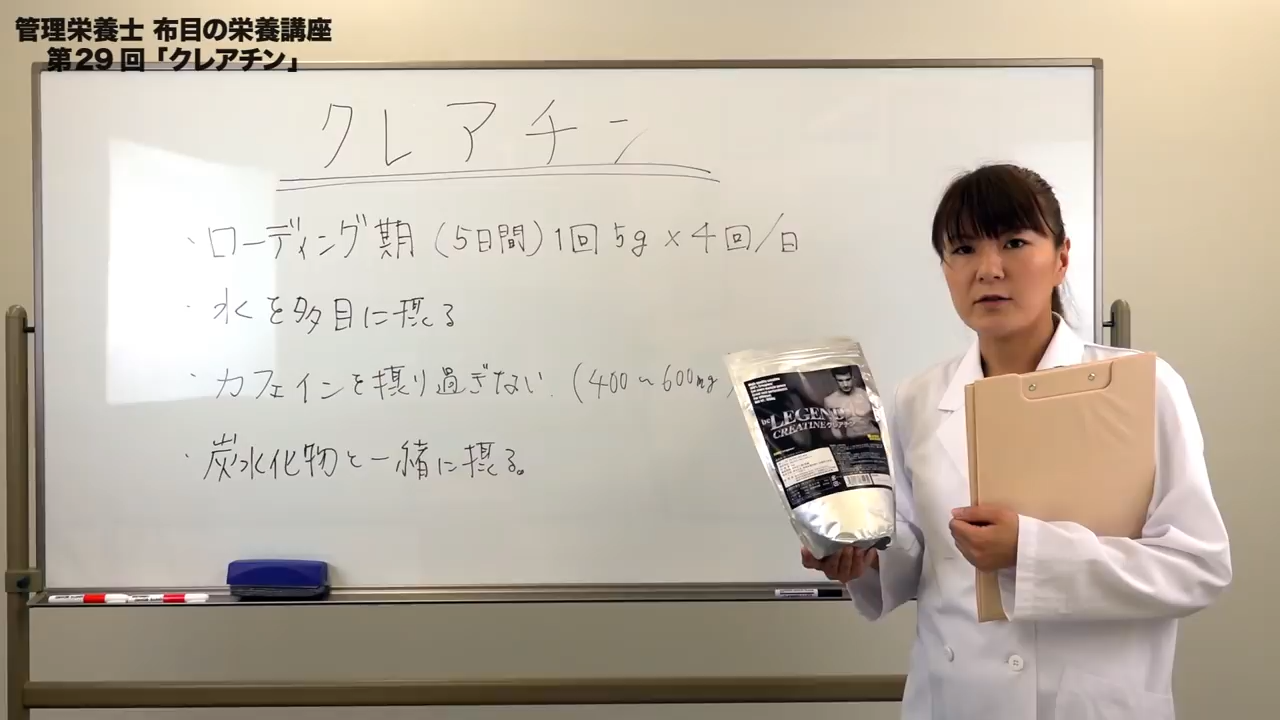 管理栄養士 布目の栄養講座
第29回「クレアチン」
クレアチン
・ローディング期(5日間)1回5g×4回/日
・水を多目に摂る
・カフェインを摂り過ぎない.(400~600mg)
・炭水化物と一緒に摂る。
be LEGEND
CREATINE クレアチン